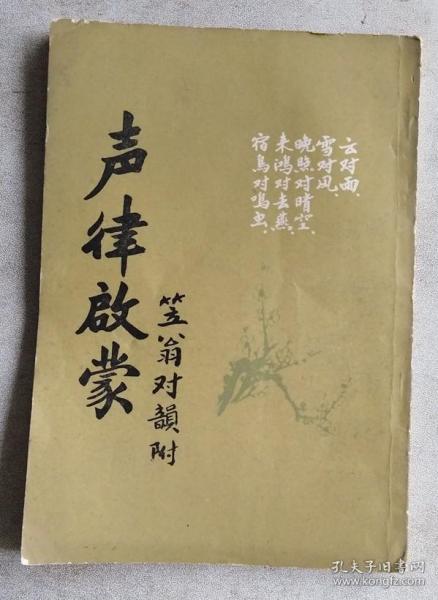 云对雨、
雪对风、
晚照对晴空、
来鸿对去燕、
宿鸟对鸣虫、
声律啟蒙
笠翁对韻附
孔夫子旧书网
www.kongfz.com